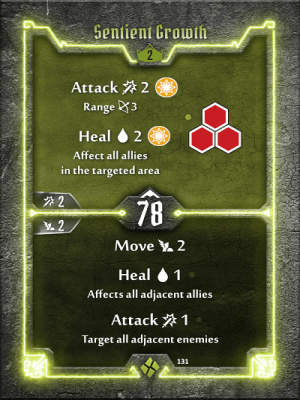 Sentient Growth
2
Attack 2
Range 3
Heal 2
Affect all allies
in the targeted area
2
78
2
Move 2
Heal 1
Affects all adjacent allies
Attack 1
Target all adjacent enemies
131